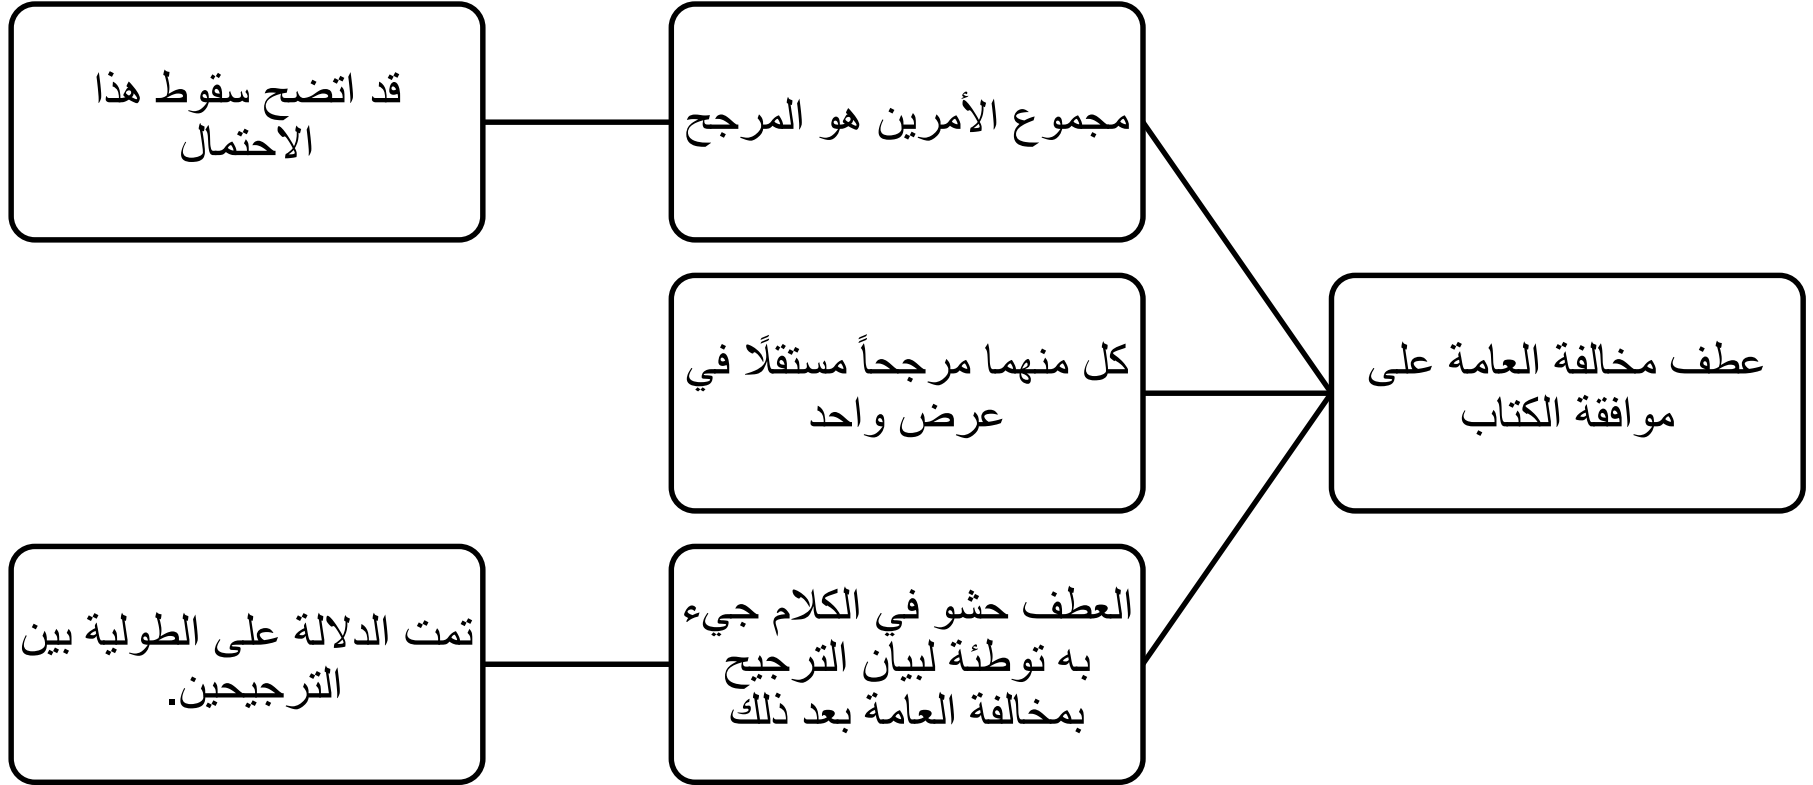 عطف مخالفة العامة على
موافقة الكتاب
مجموع الأمرين هو المرجح
قد اتضح سقوط هذا
الاحتمال
كل منهما مرجحاً مستقلًا في
عرض واحد
العطف حشو في الكلام جيء
به توطئة لبيان الترجيح
بمخالفة العامة بعد ذلك
تمت الدلالة على الطولية بين
الترجيحين.